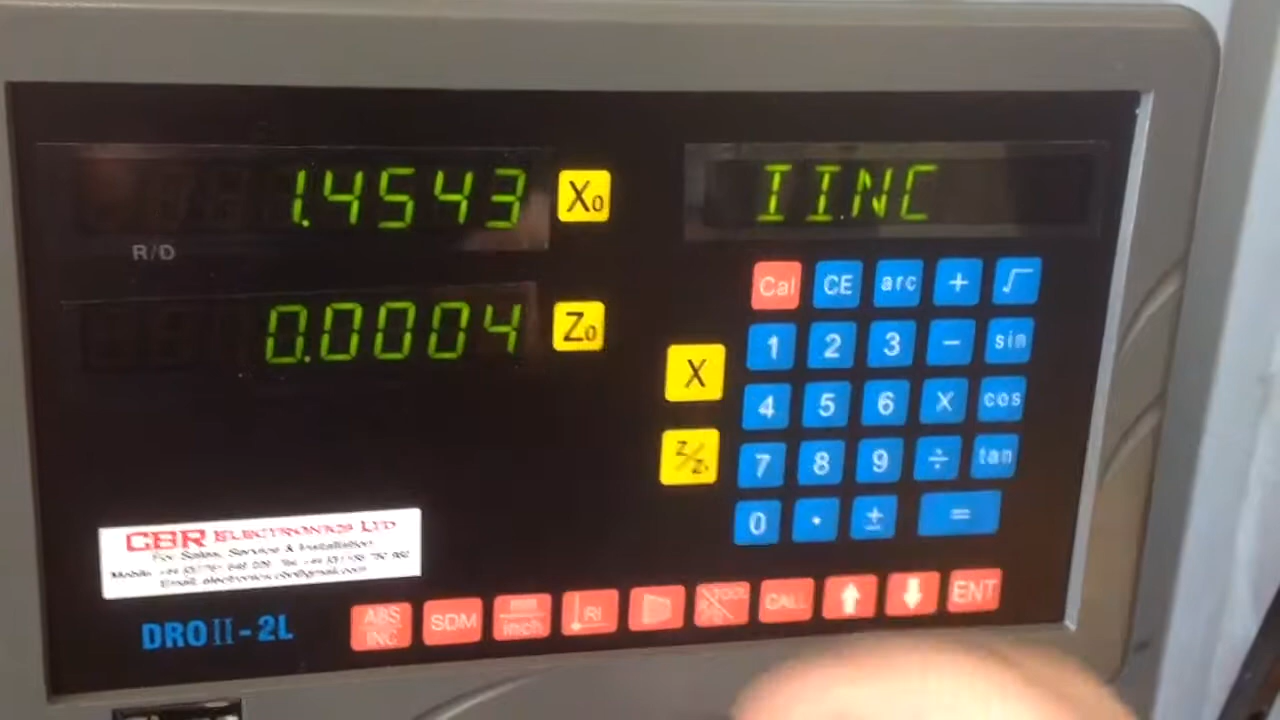 1.4543
X0
IINC
R/D
0.0004
Z0
Cal CE arc + √
1 2 3 − sin
X
4 5 6 X cos
7 8 9 ÷ tan
0 . ± =
CBR ELECTRONICS LTD
For Sales, Service & Installation
DRO II-2L
ABS INC
SDM
inch
RI
TOOL
CALL
ENT